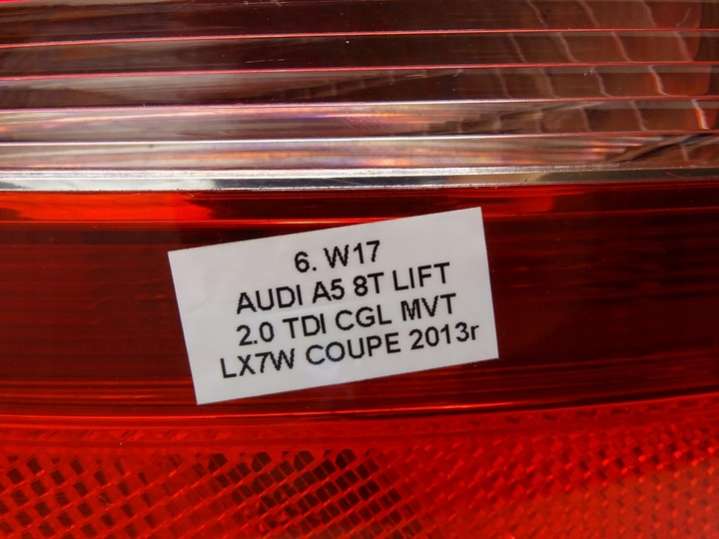 6. W17
AUDI A5 8T LIFT
2.0 TDI CGL MVT
LX7W COUPE 2013r